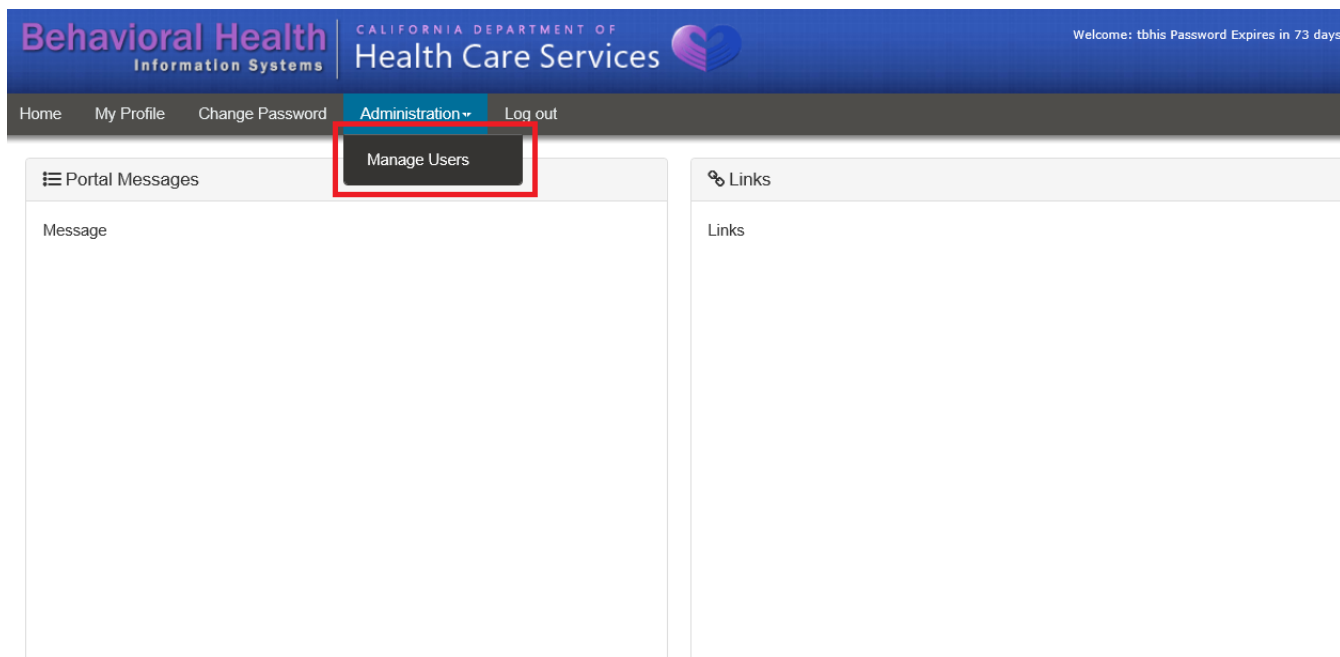 Behavioral Health
Information Systems
CALIFORNIA DEPARTMENT OF
Health Care Services
Welcome: tbhis Password Expires in 73 days
Home My Profile Change Password Administration Log out
Manage Users
Portal Messages
Message
Links
Links